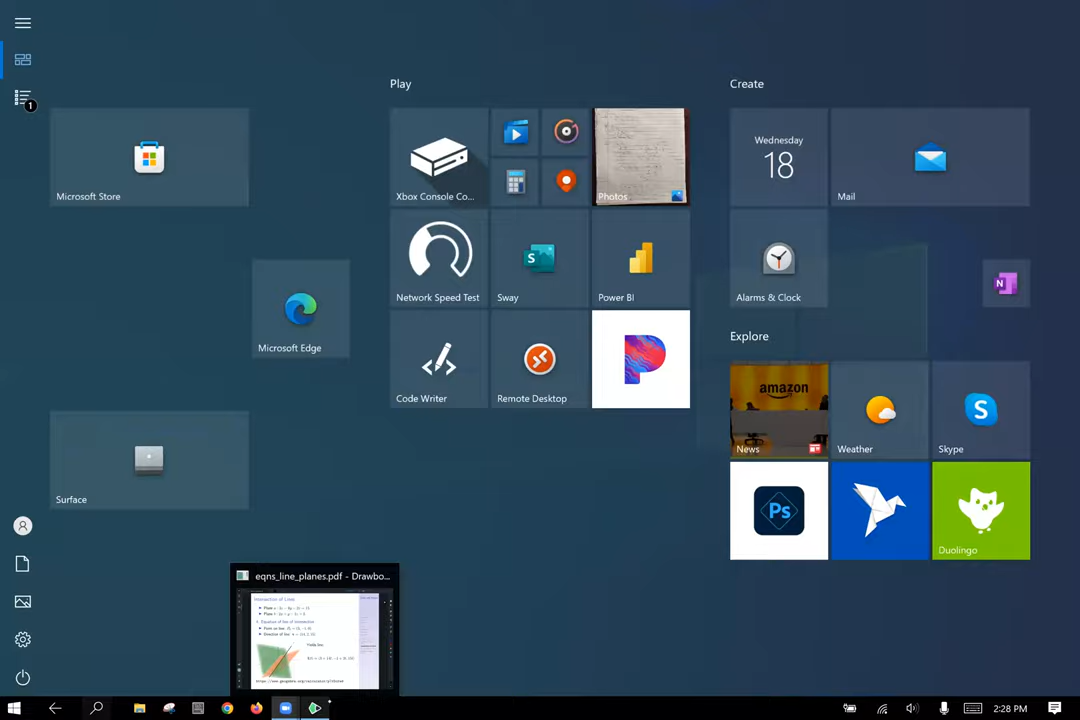 1
Play
Create
Microsoft Store
Xbox Console Co...
Photos
Wednesday
18
Mail
Network Speed Test
S
Sway
Power BI
Alarms & Clock
N
Microsoft Edge
Explore
Code Writer
Remote Desktop
amazon
News
Weather
S
Skype
Surface
Ps
Duolingo
eqns_line_planes.pdf - Drawbo...
Intersection of Lines
2:28 PM